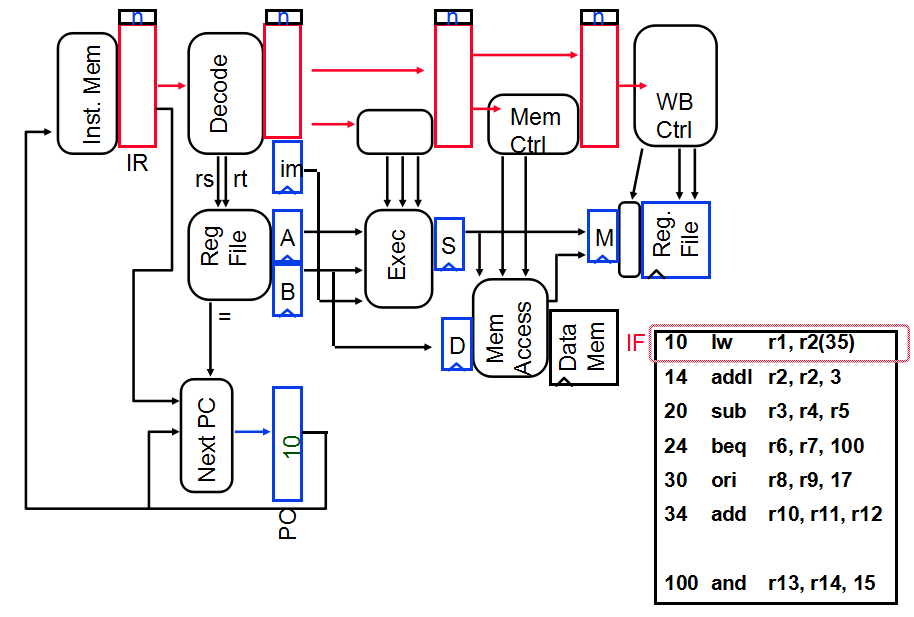 n n n n
Inst. Mem
Decode
Mem
Ctrl
WB
Ctrl
IR
rs rt
im
Reg
File
A
B
Exec
S
M
Reg.
File
=
D
Mem
Access
Data
Mem
Next PC
10
PC
IF
10 lw r1, r2(35)
14 addI r2, r2, 3
20 sub r3, r4, r5
24 beq r6, r7, 100
30 ori r8, r9, 17
34 add r10, r11, r12
100 and r13, r14, 15